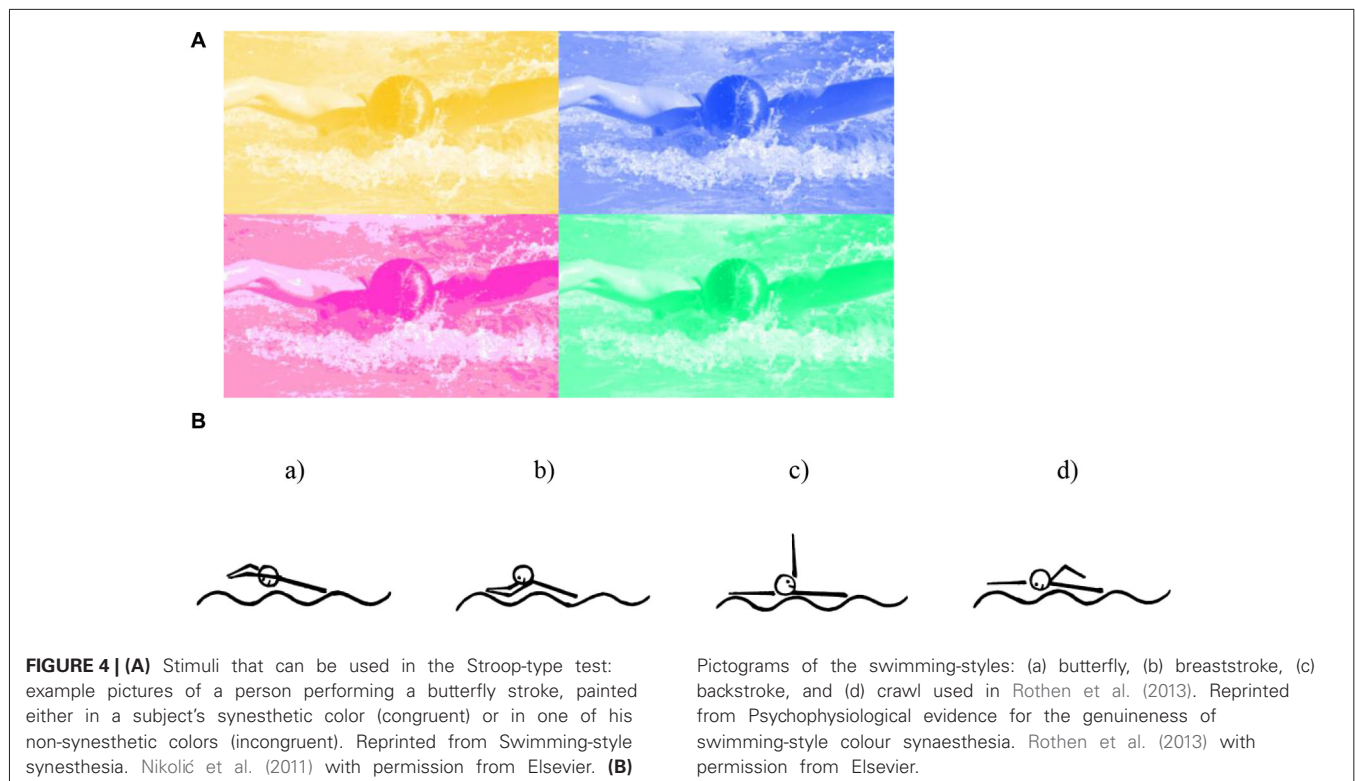 A
B
a) b) c) d)
FIGURE 4 | (A) Stimuli that can be used in the Stroop-type test:
example pictures of a person performing a butterfly stroke, painted
either in a subject's synesthetic color (congruent) or in one of his
non-synesthetic colors (incongruent). Reprinted from Swimming-style
synesthesia. Nikolić et al. (2011) with permission from Elsevier. (B)
Pictograms of the swimming-styles: (a) butterfly, (b) breaststroke, (c)
backstroke, and (d) crawl used in Rothen et al. (2013). Reprinted
from Psychophysiological evidence for the genuineness of
swimming-style colour synaesthesia. Rothen et al. (2013) with
permission from Elsevier.